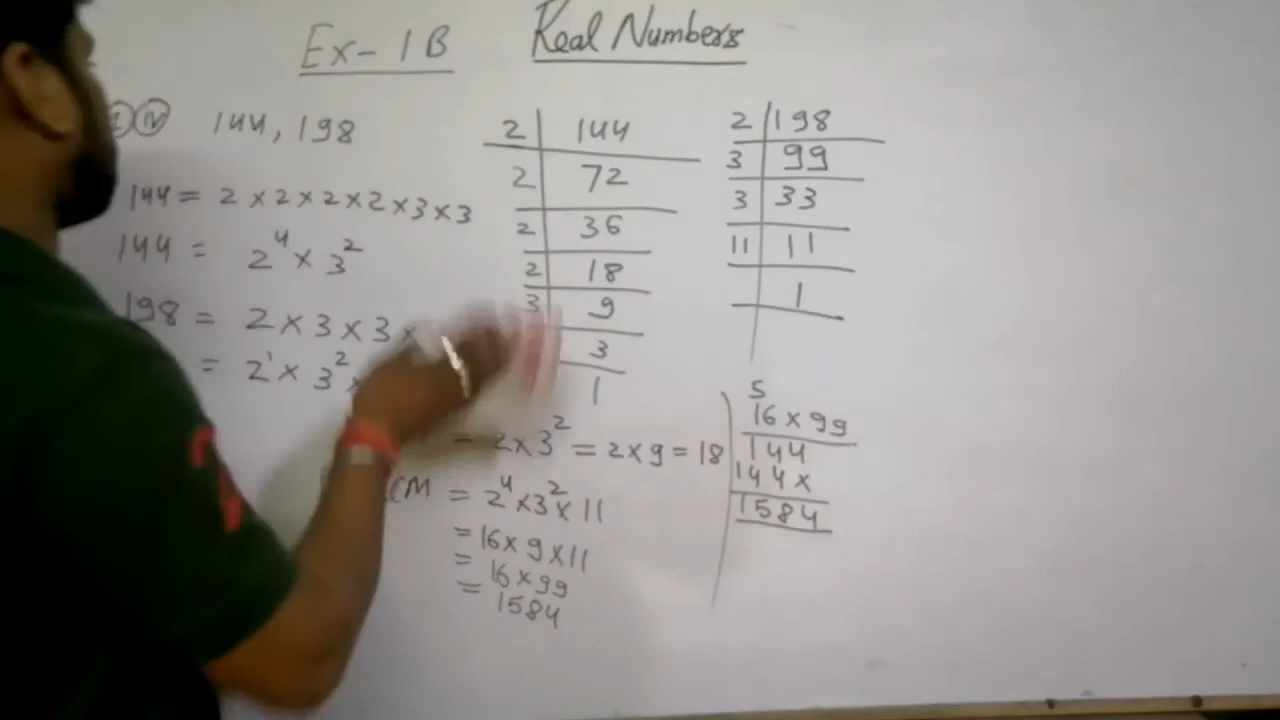 Ex-1B Real Numbers
IV 144, 198
144 = 2 × 2 × 2 × 2 × 3 × 3
144 = 2⁴ × 3²
198 = 2 × 3 × 3 ×
= 2¹ × 3² ×
2 | 144
2 | 72
2 | 36
2 | 18
3 | 9
3
1
2 | 198
3 | 99
3 | 33
11 | 11
1
= 2 × 3² = 2 × 9 = 18
CM = 2⁴ × 3² × 11
= 16 × 9 × 11
= 16 × 99
= 1584
5
16 × 99
144
144×
1584